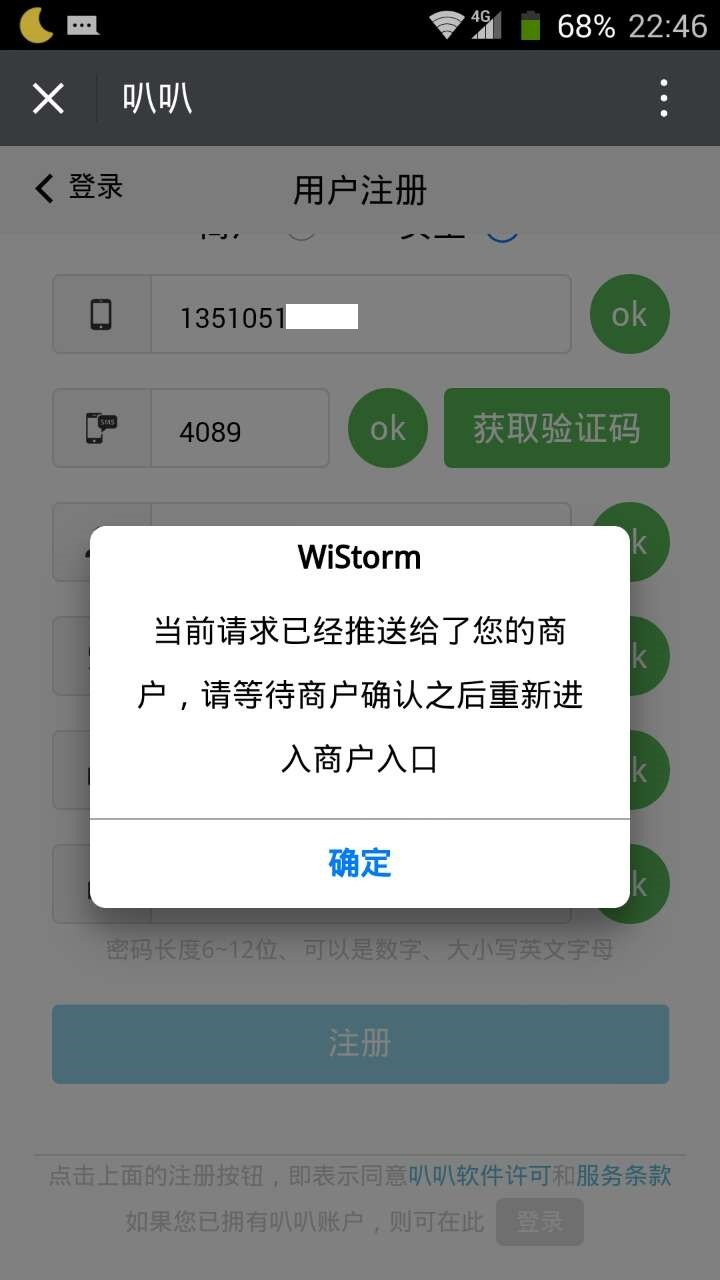 4G 68% 22:46
叭叭
登录 用户注册
1351051 ok
SMS 4089 ok 获取验证码
WiStorm
当前请求已经推送给了您的商
户，请等待商户确认之后重新进
入商户入口
确定
密码长度6~12位、可以是数字、大小写英文字母
注册
点击上面的注册按钮，即表示同意叭叭软件许可和服务条款
如果您已拥有叭叭账户，则可在此 登录